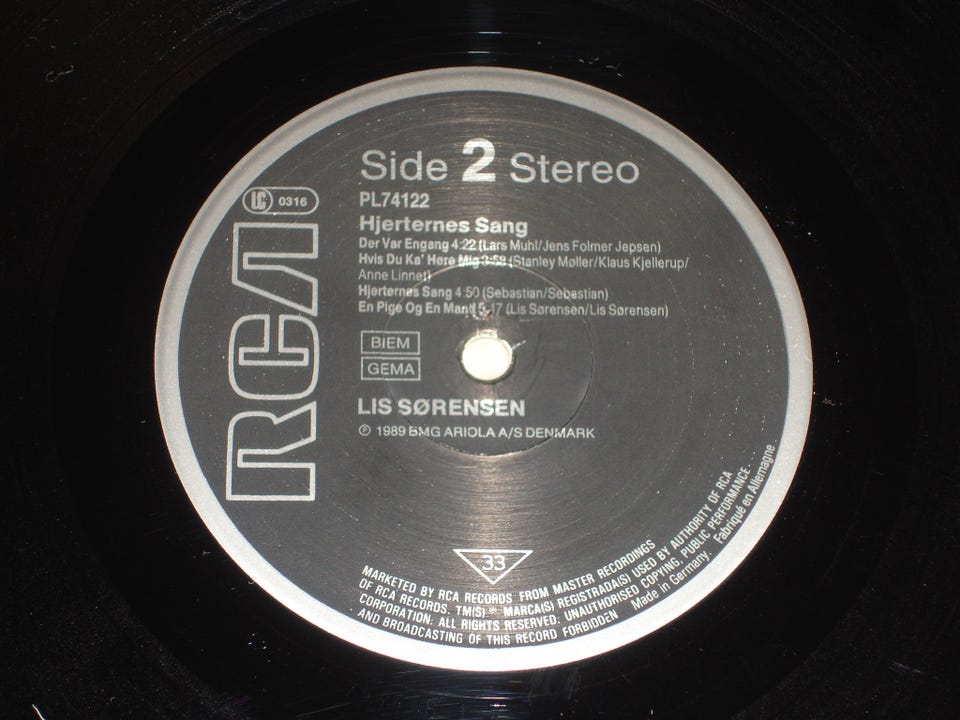 Side 2 Stereo
LC 0316
PL74122
Hjerternes Sang
Der Var Engang 4:22 (Lars Muhl/Jens Folmer Jepsen)
Hvis Du Ka' Høre Mig 3:58 (Stanley Møller/Klaus Kjellerup/
Anne Linnet)
Hjerternes Sang 4:50 (Sebastian/Sebastian)
En Pige Og En Mand 5:17 (Lis Sørensen/Lis Sørensen)
BIEM
GEMA
LIS SØRENSEN
℗ 1989 BMG ARIOLA A/S DENMARK
RCA
33
MARKETED BY RCA RECORDS FROM MASTER RECORDINGS
OF RCA RECORDS. TM(S) ® MARCA(S) REGISTRADA(S) USED BY AUTHORITY OF RCA
CORPORATION: ALL RIGHTS RESERVED: UNAUTHORISED COPYING, PUBLIC PERFORMANCE
AND BROADCASTING OF THIS RECORD FORBIDDEN Made in Germany. Fabriqué en Allemagne.